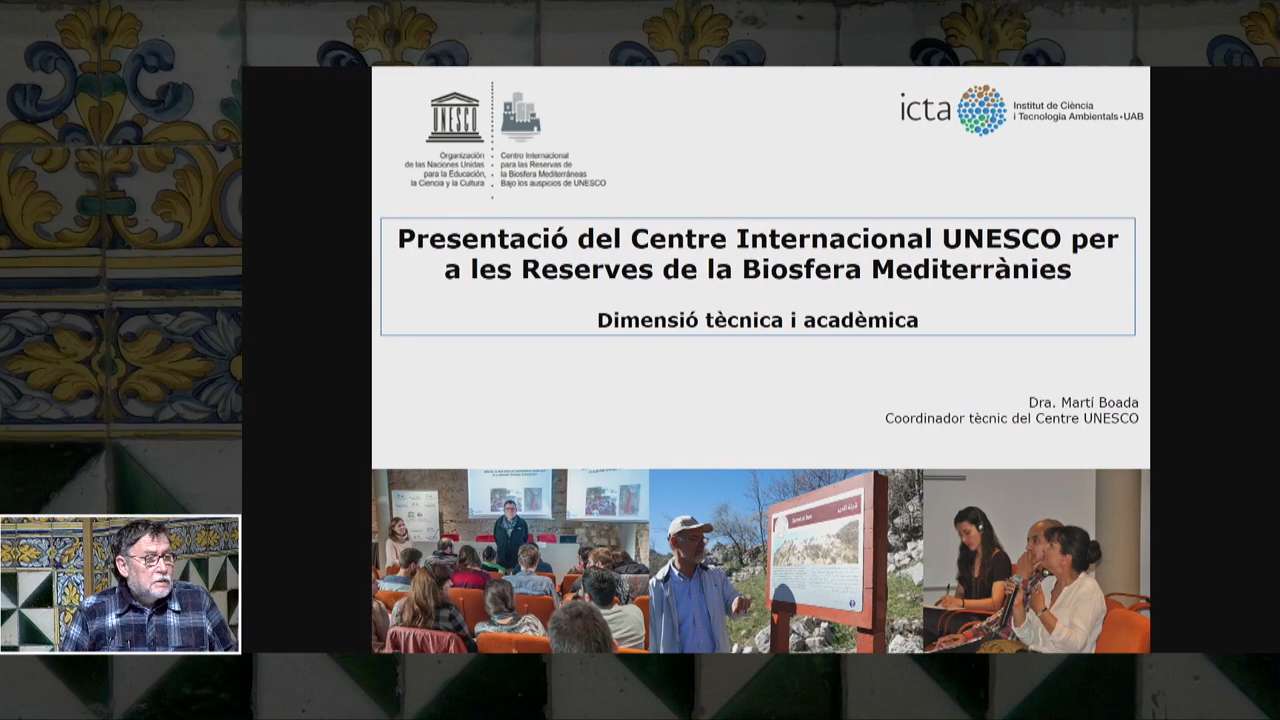 UNESCO
Organización
de las Naciones Unidas
para la Educación,
la Ciencia y la Cultura
Centro Internacional
para las Reservas de
la Biosfera Mediterráneas
Bajo los auspicios de UNESCO
icta
Institut de Ciència
i Tecnologia Ambientals•UAB
Presentació del Centre Internacional UNESCO per
a les Reserves de la Biosfera Mediterrànies
Dimensió tècnica i acadèmica
Dra. Martí Boada
Coordinador tècnic del Centre UNESCO